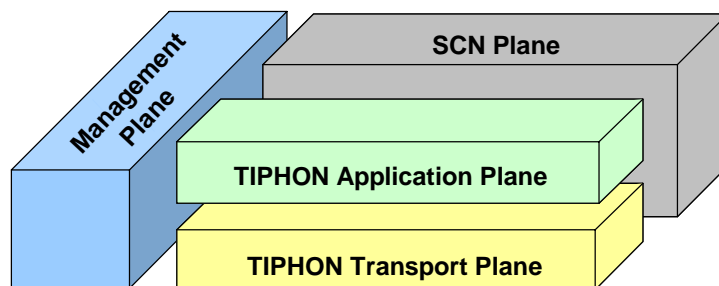 Management
Plane
SCN Plane
TIPHON Application Plane
TIPHON Transport Plane